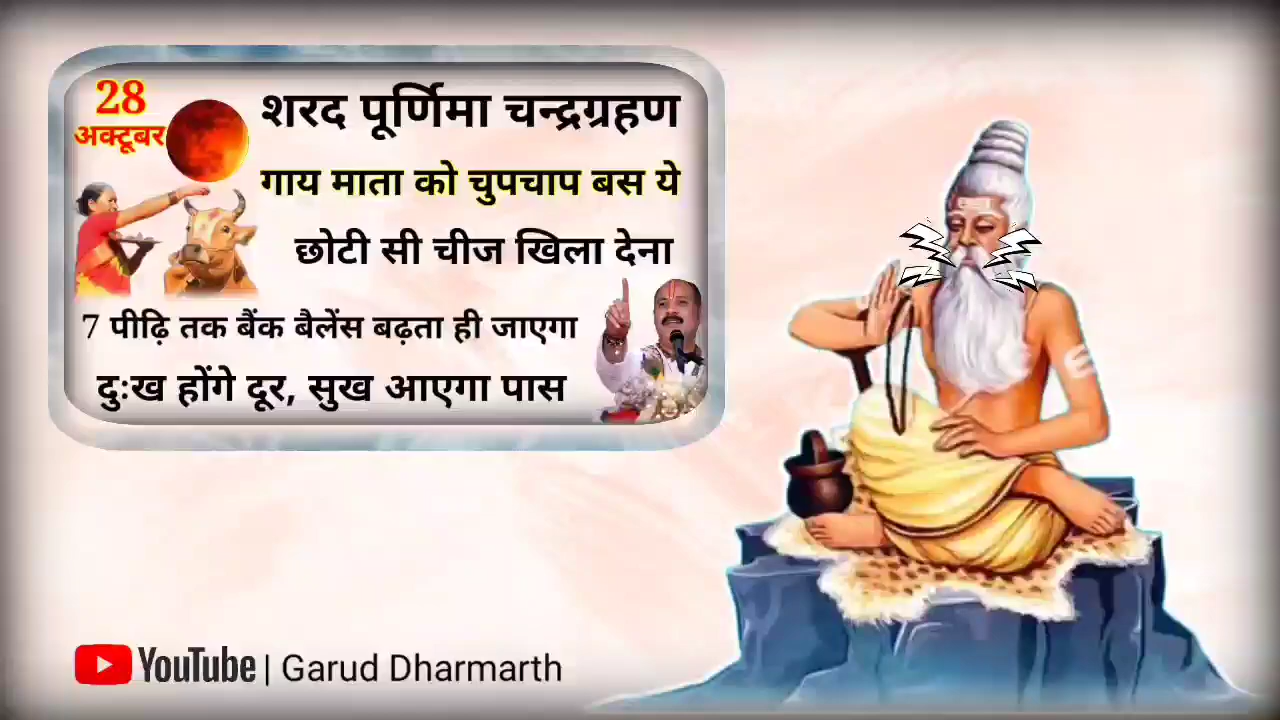 28
अक्टूबर
शरद पूर्णिमा चन्द्रग्रहण
गाय माता को चुपचाप बस ये
छोटी सी चीज खिला देना
7 पीढ़ि तक बैंक बैलेंस बढ़ता ही जाएगा
दुःख होंगे दूर, सुख आएगा पास
YouTube | Garud Dharmarth